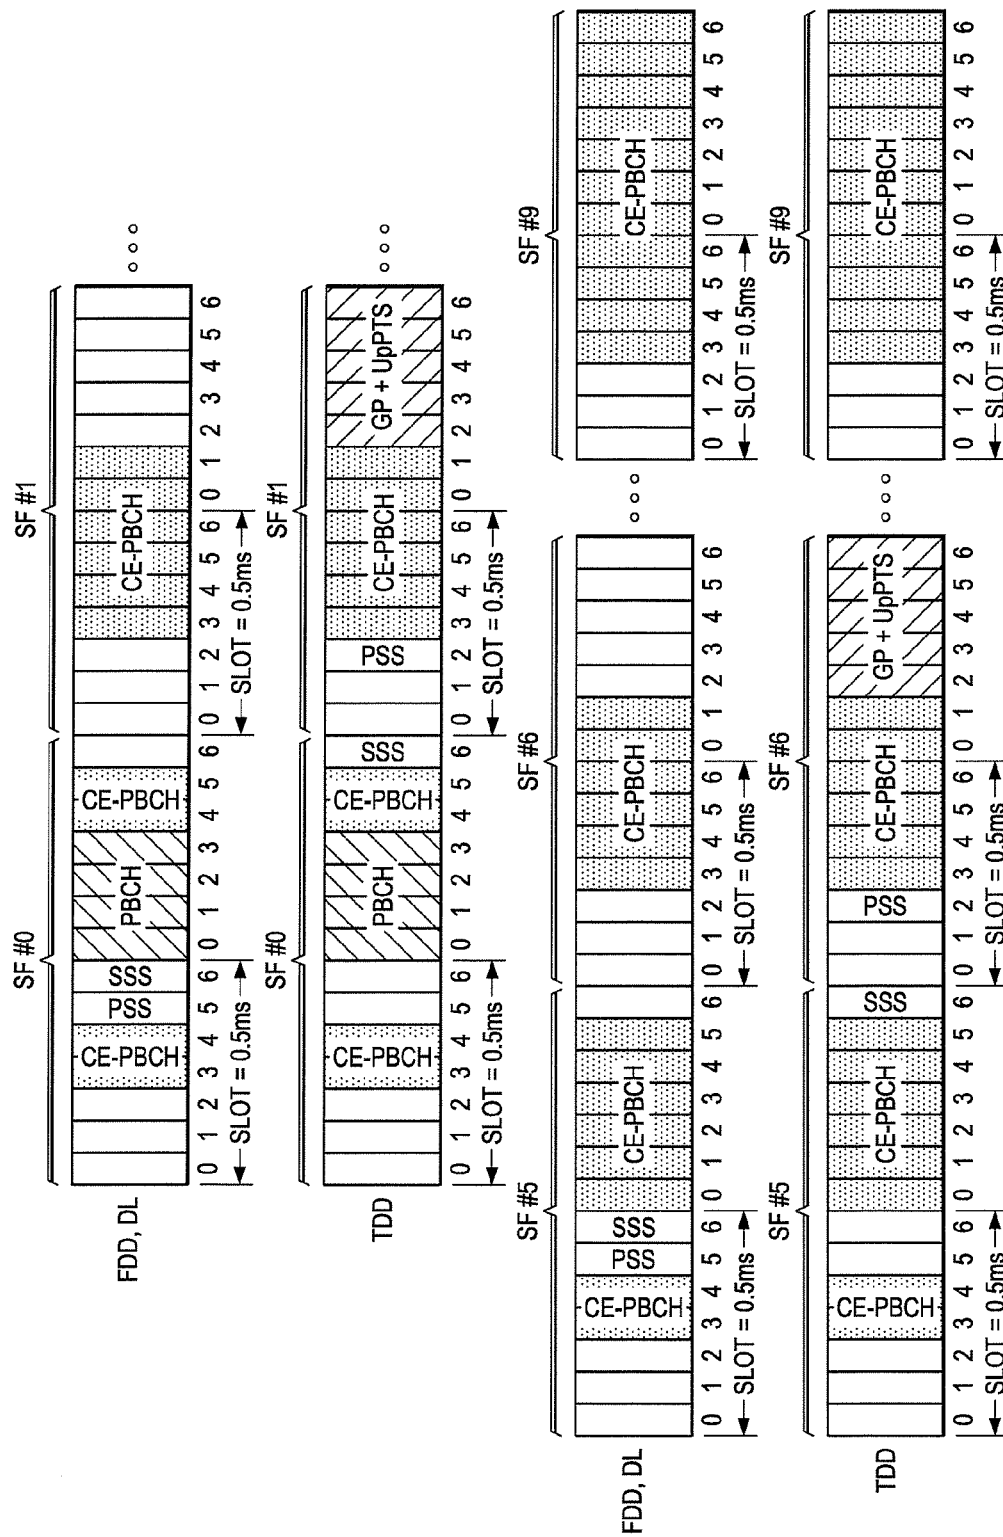 SF #0 SF #1
FDD, DL CE-PBCH PSS SSS PBCH CE-PBCH CE-PBCH
0 1 2 3 4 5 6 0 1 2 3 4 5 6 0 1 2 3 4 5 6 0 1 2 3 4 5 6
SLOT = 0.5ms SLOT = 0.5ms
SF #0 SF #1
TDD CE-PBCH PBCH CE-PBCH SSS PSS CE-PBCH GP + UpPTS
0 1 2 3 4 5 6 0 1 2 3 4 5 6 0 1 2 3 4 5 6 0 1 2 3 4 5 6
SLOT = 0.5ms SLOT = 0.5ms
SF #5 SF #6 SF #9
FDD, DL CE-PBCH PSS SSS CE-PBCH CE-PBCH CE-PBCH
0 1 2 3 4 5 6 0 1 2 3 4 5 6 0 1 2 3 4 5 6 0 1 2 3 4 5 6 0 1 2 3 4 5 6 0 1 2 3 4 5 6
SLOT = 0.5ms SLOT = 0.5ms SLOT = 0.5ms
SF #5 SF #6 SF #9
TDD CE-PBCH CE-PBCH SSS PSS CE-PBCH GP + UpPTS CE-PBCH
0 1 2 3 4 5 6 0 1 2 3 4 5 6 0 1 2 3 4 5 6 0 1 2 3 4 5 6 0 1 2 3 4 5 6 0 1 2 3 4 5 6
SLOT = 0.5ms SLOT = 0.5ms SLOT = 0.5ms